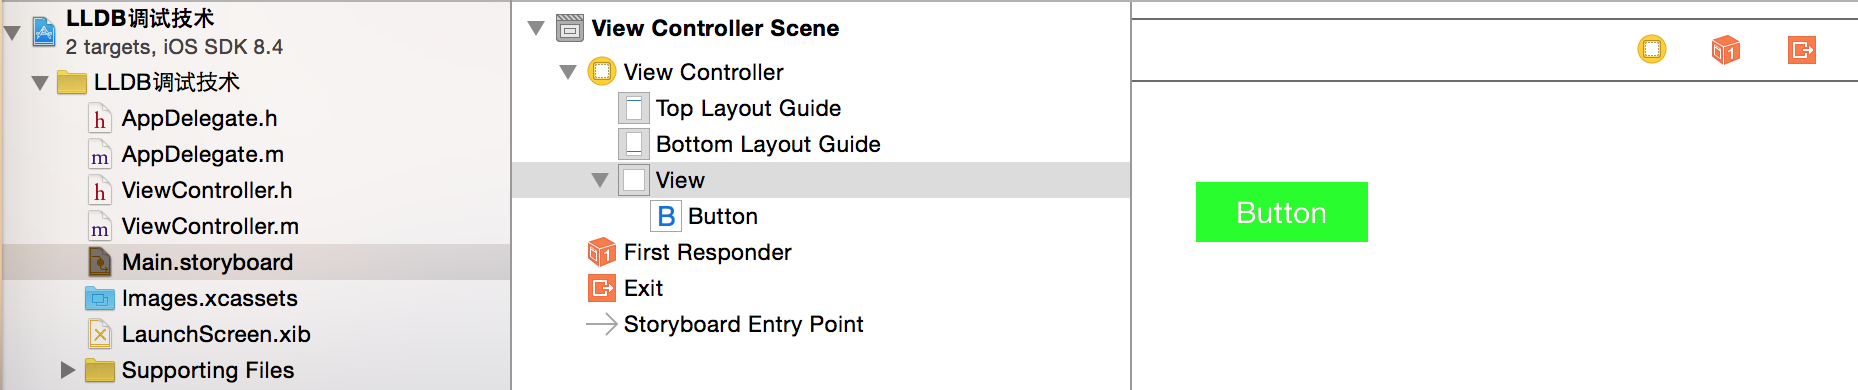 LLDB调试技术
2 targets, iOS SDK 8.4
LLDB调试技术
h AppDelegate.h
m AppDelegate.m
h ViewController.h
m ViewController.m
Main.storyboard
Images.xcassets
LaunchScreen.xib
Supporting Files
View Controller Scene
View Controller
Top Layout Guide
Bottom Layout Guide
View
B Button
1 First Responder
Exit
Storyboard Entry Point
1
Button